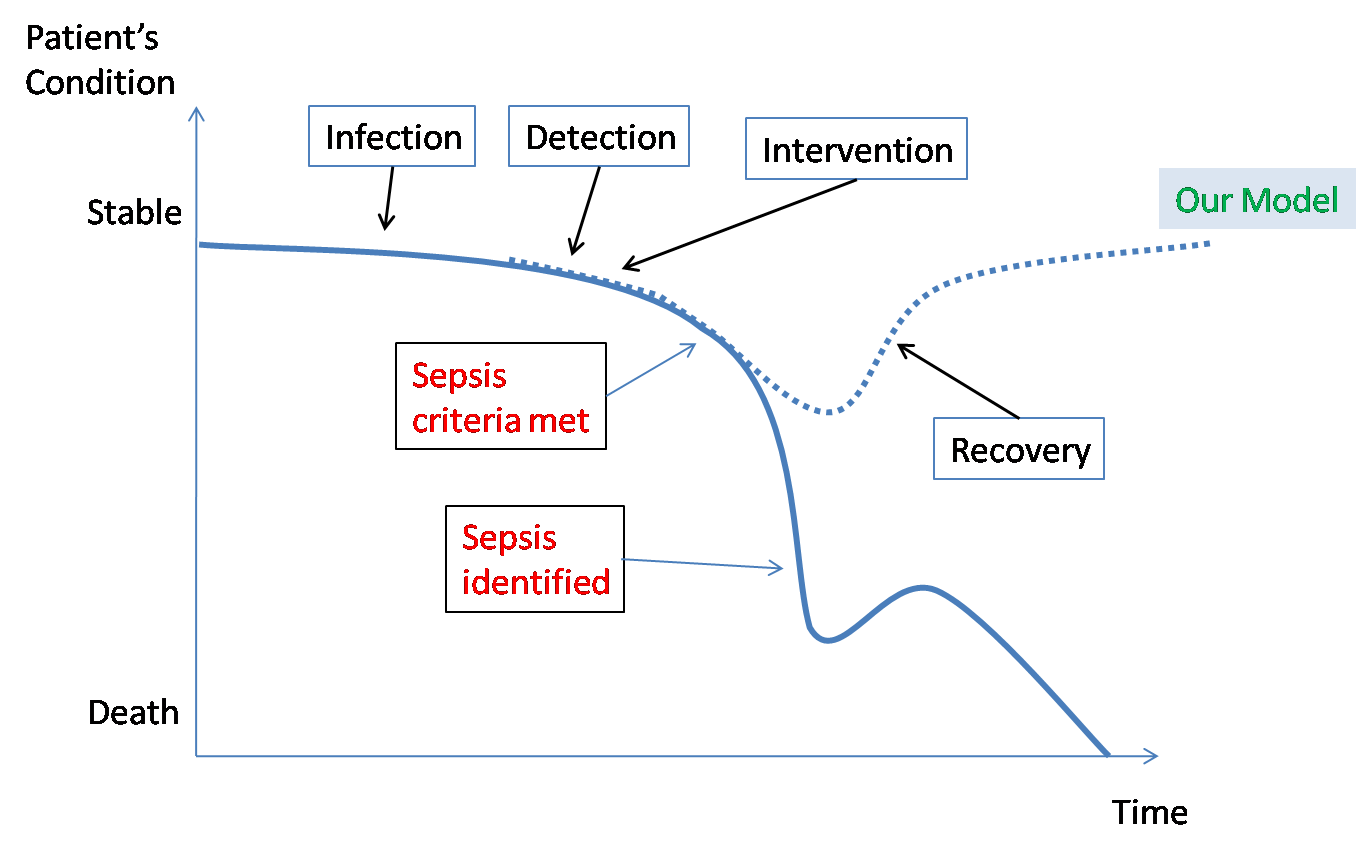 Patient’s
Condition
Infection
Detection
Intervention
Our Model
Stable
Sepsis
criteria met
Recovery
Sepsis
identified
Death
Time